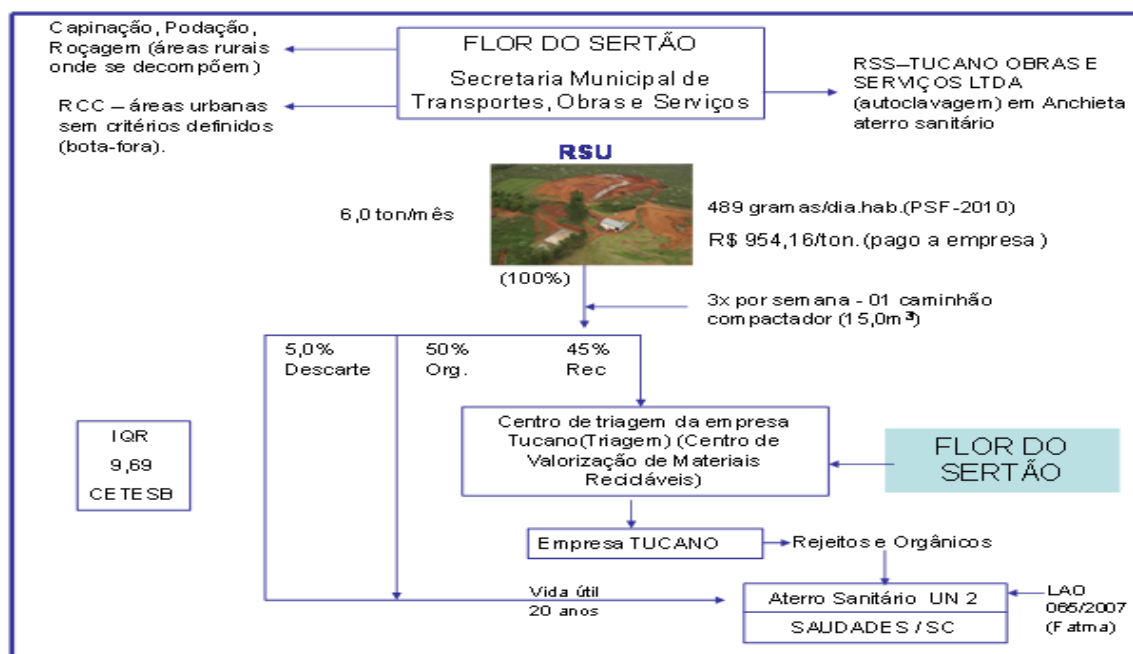 Capinação, Podação,
Roçagem (áreas rurais
onde se decompõem)
RCC – áreas urbanas
sem critérios definidos
(bota-fora).
FLOR DO SERTÃO
Secretaria Municipal de
Transportes, Obras e Serviços
RSS–TUCANO OBRAS E
SERVIÇOS LTDA
(autoclavagem) em Anchieta
aterro sanitário
RSU
6,0 ton/mês
489 gramas/dia.hab.(PSF-2010)
R$ 954,16/ton.(pago a empresa)
(100%)
3x por semana - 01 caminhão
compactador (15,0m³)
5,0%
Descarte
50%
Org.
45%
Rec
IQR
9,69
CETESB
Centro de triagem da empresa
Tucano(Triagem) (Centro de
Valorização de Materiais
Recicláveis)
FLOR DO
SERTÃO
Empresa TUCANO
Rejeitos e Orgânicos
Vida útil
20 anos
Aterro Sanitário UN 2
SAUDADES / SC
LAO
065/2007
(Fatma)